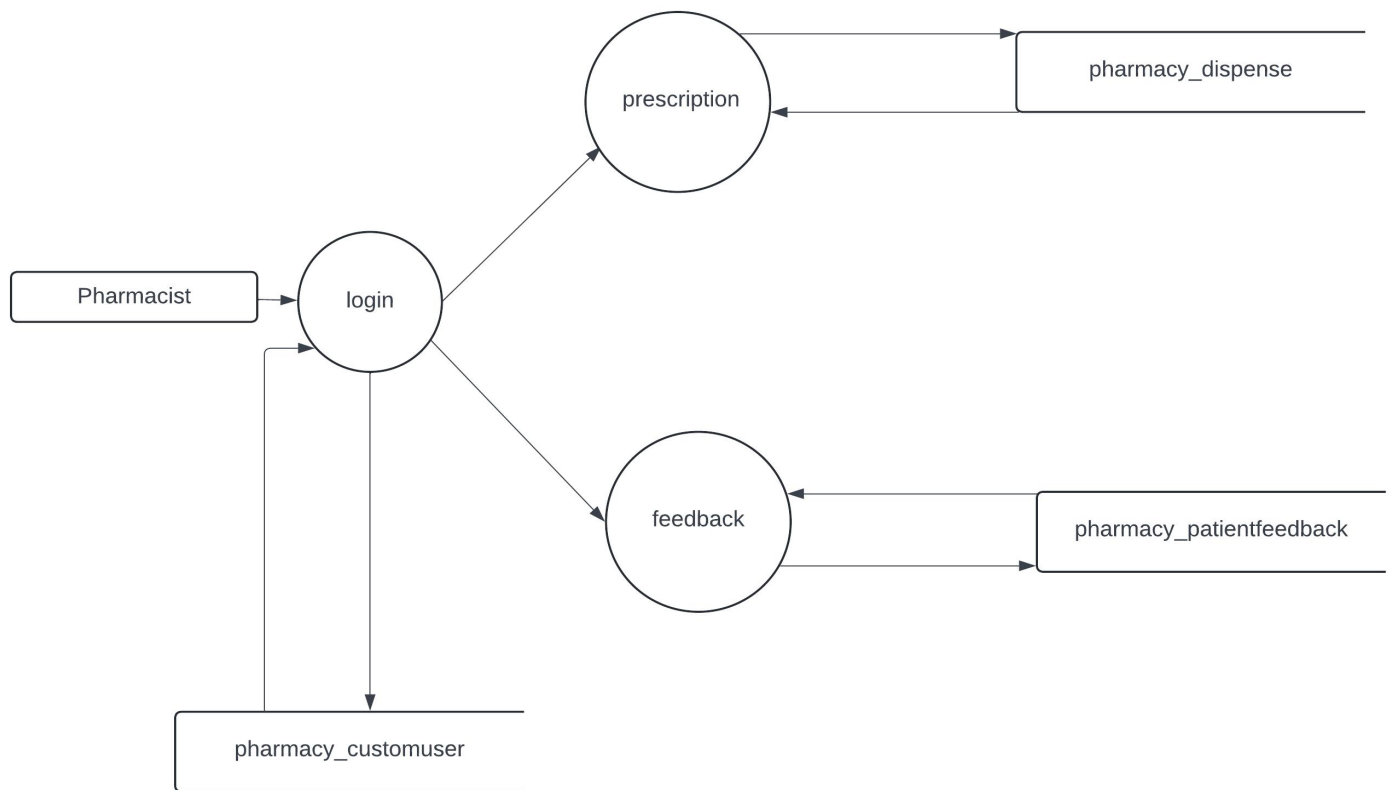 prescription
pharmacy_dispense
Pharmacist
login
feedback
pharmacy_patientfeedback
pharmacy_customuser